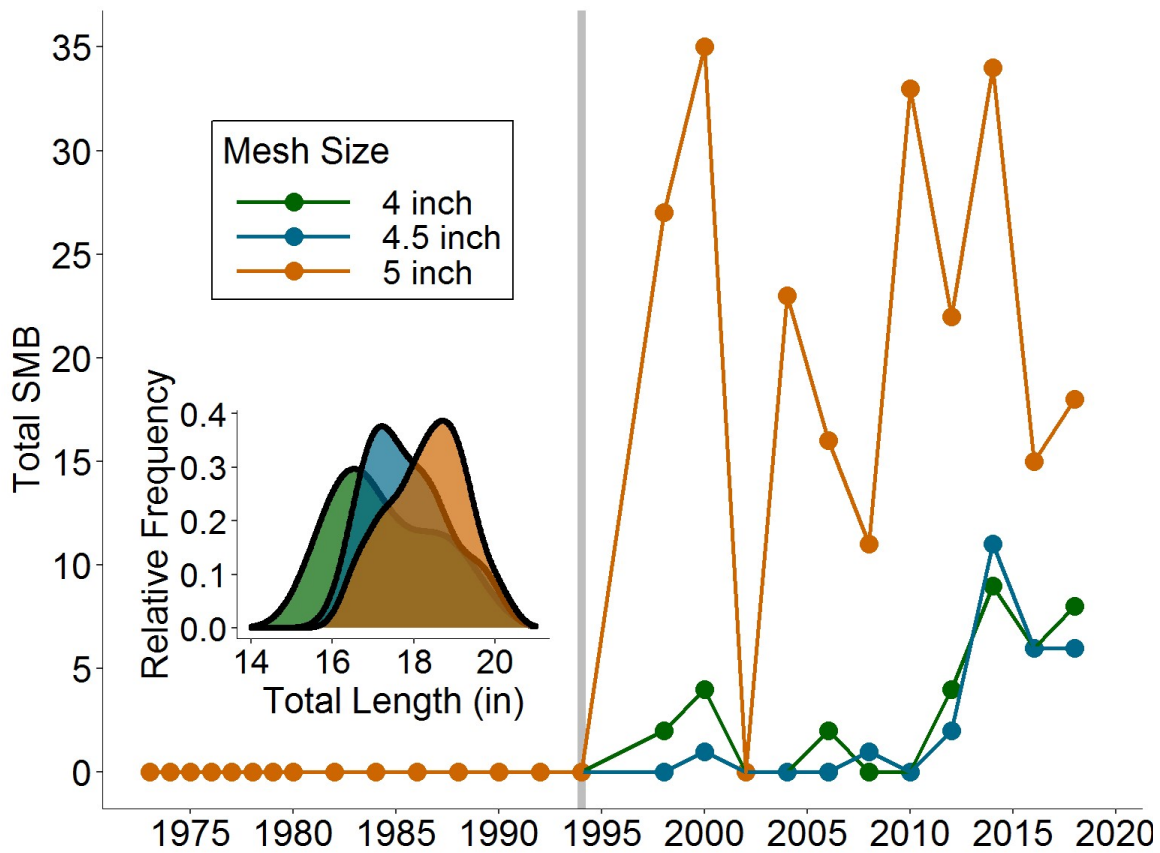 Total SMB
35
30
25
20
15
10
5
0
Mesh Size
4 inch
4.5 inch
5 inch
Relative Frequency
0.4
0.3
0.2
0.1
0.0
14 16 18 20
Total Length (in)
1975 1980 1985 1990 1995 2000 2005 2010 2015 2020